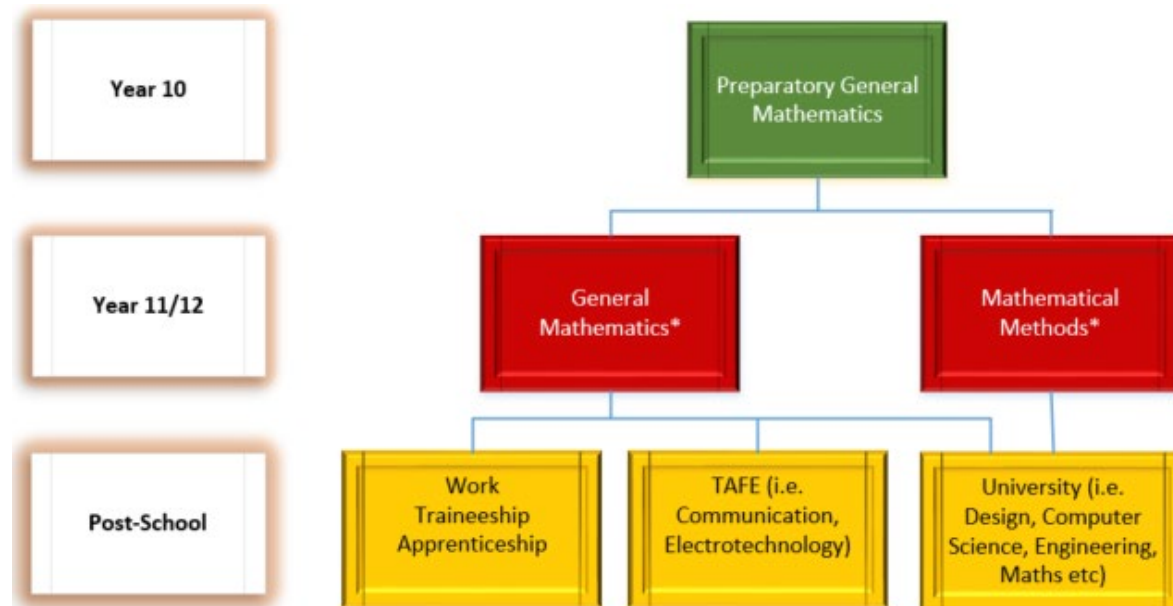 Year 10
Preparatory General
Mathematics
Year 11/12
General
Mathematics*
Mathematical
Methods*
Post-School
Work
Traineeship
Apprenticeship
TAFE (i.e.
Communication,
Electrotechnology)
University (i.e.
Design, Computer
Science, Engineering,
Maths etc)